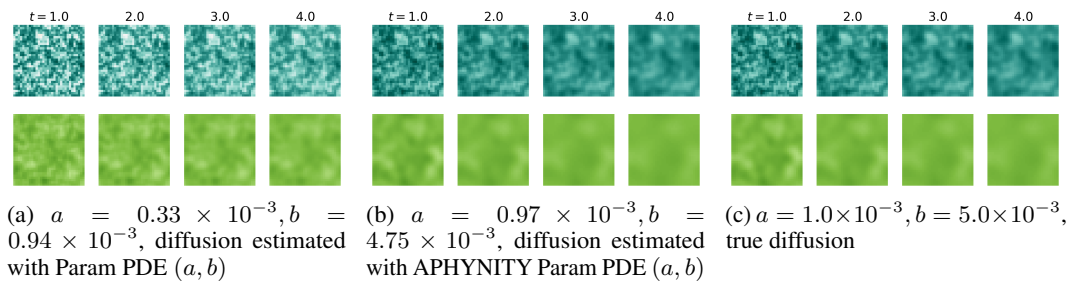 t = 1.0 2.0 3.0 4.0 t = 1.0 2.0 3.0 4.0 t = 1.0 2.0 3.0 4.0
(a) a = 0.33 × 10⁻³, b =
0.94 × 10⁻³, diffusion estimated
with Param PDE (a, b)
(b) a = 0.97 × 10⁻³, b =
4.75 × 10⁻³, diffusion estimated
with APHYNITY Param PDE (a, b)
(c) a = 1.0×10⁻³, b = 5.0×10⁻³,
true diffusion